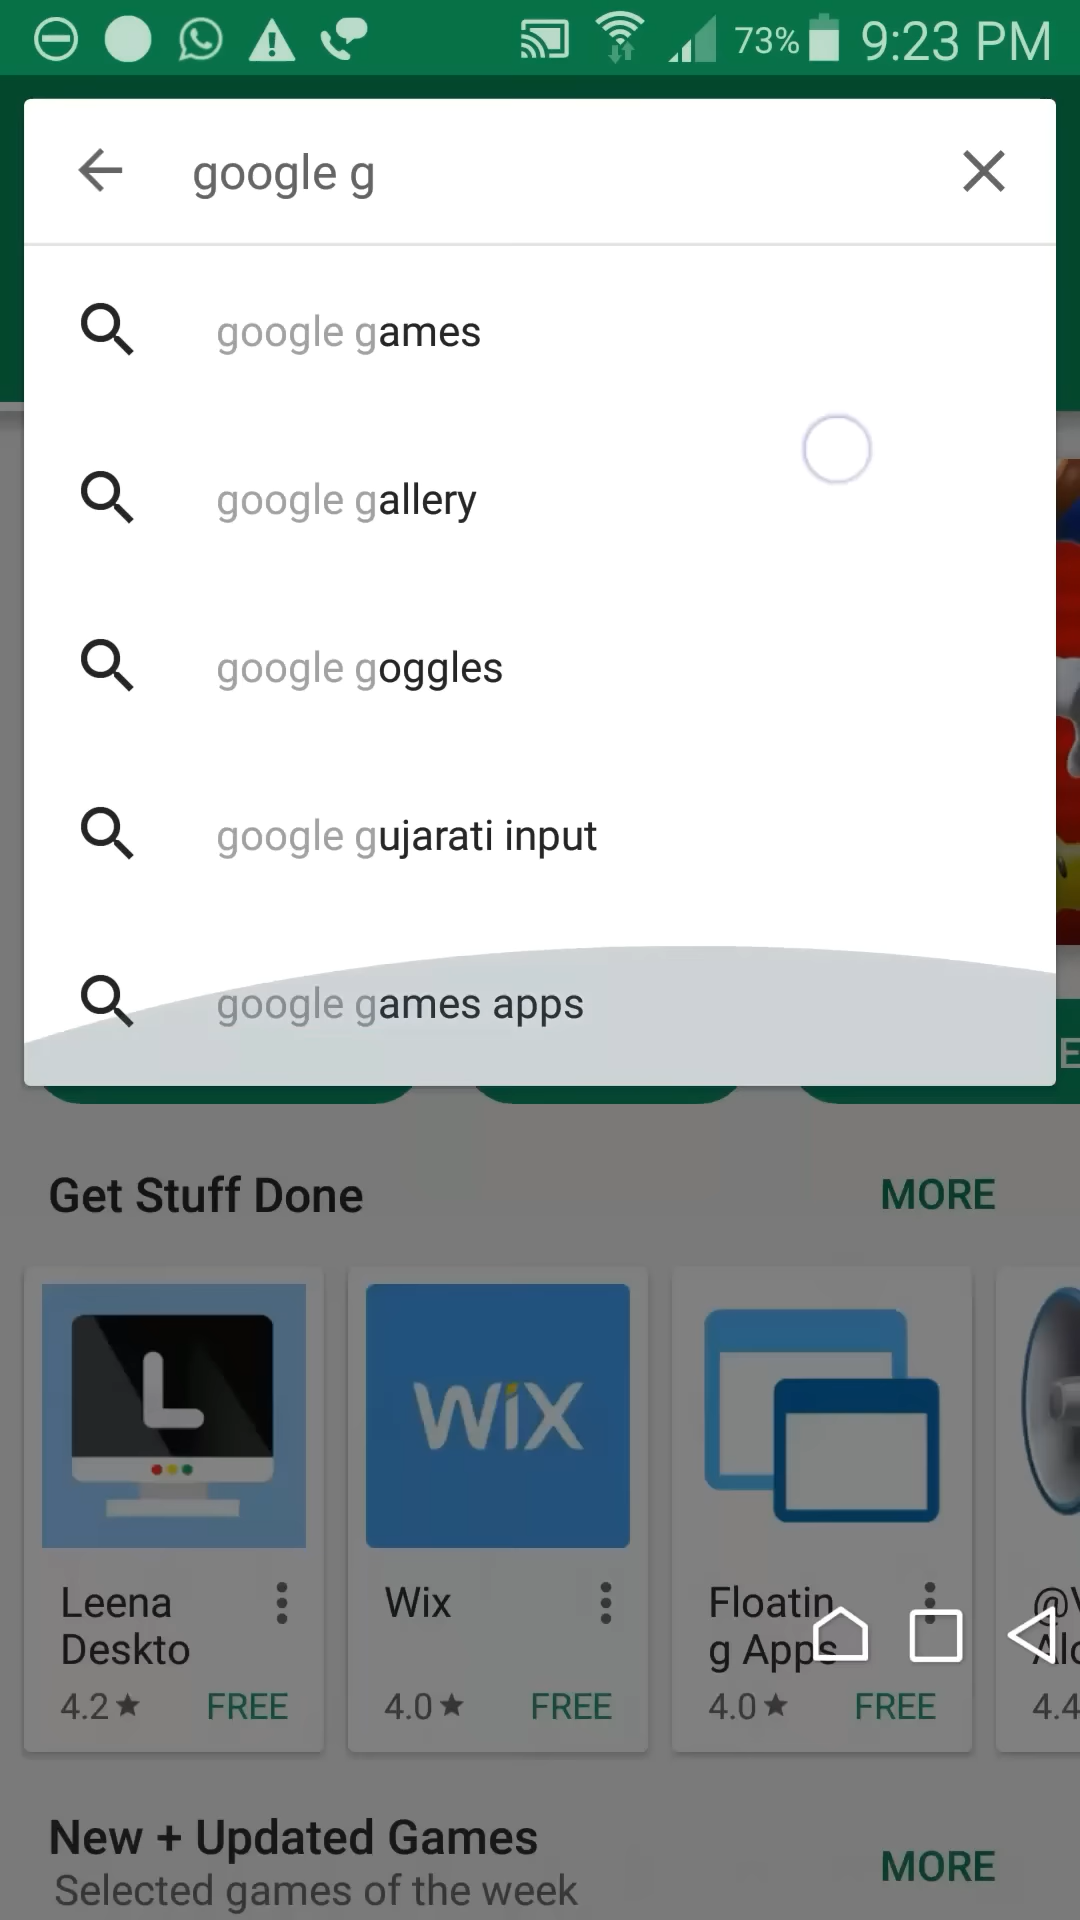 73% 9:23 PM
google g
google games
google gallery
google goggles
google gujarati input
google games apps
E
Get Stuff Done MORE
L
WiX
Leena Deskto
4.2 FREE
Wix
4.0 FREE
Floatin
g Apps
4.0 FREE
4.4
New + Updated Games
Selected games of the week
MORE